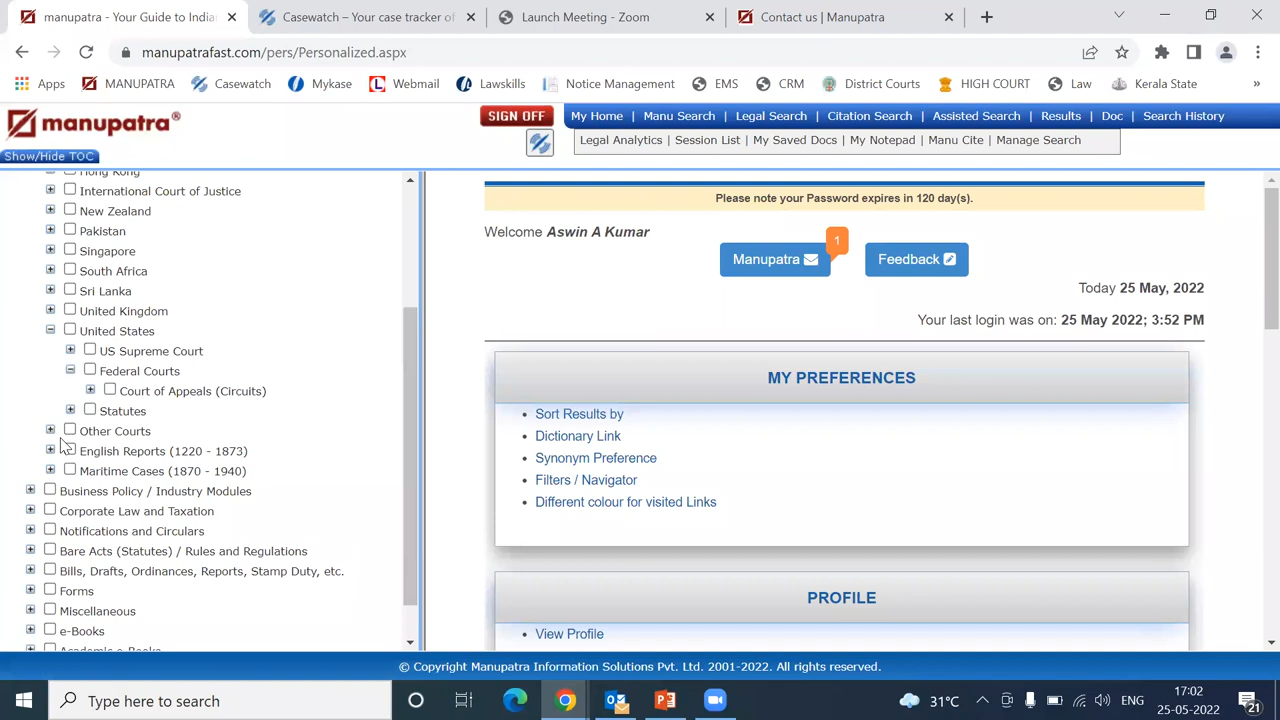 manupatra - Your Guide to Indian
Casewatch – Your case tracker of
Launch Meeting - Zoom
Contact us | Manupatra
manupatrafast.com/pers/Personalized.aspx
Apps
MANUPATRA
Casewatch
Mykase
Webmail
Lawskills
Notice Management
EMS
CRM
District Courts
HIGH COURT
Law
Kerala State
»
manupatra®
SIGN OFF
My Home | Manu Search | Legal Search | Citation Search | Assisted Search | Results | Doc | Search History
Legal Analytics | Session List | My Saved Docs | My Notepad | Manu Cite | Manage Search
Show/Hide TOC
Hong Kong
International Court of Justice
New Zealand
Pakistan
Singapore
South Africa
Sri Lanka
United Kingdom
United States
US Supreme Court
Federal Courts
Court of Appeals (Circuits)
Statutes
Other Courts
English Reports (1220 - 1873)
Maritime Cases (1870 - 1940)
Business Policy / Industry Modules
Corporate Law and Taxation
Notifications and Circulars
Bare Acts (Statutes) / Rules and Regulations
Bills, Drafts, Ordinances, Reports, Stamp Duty, etc.
Forms
Miscellaneous
e-Books
Academic e-Books
Please note your Password expires in 120 day(s).
Welcome Aswin A Kumar
Manupatra
1
Feedback
Today 25 May, 2022
Your last login was on: 25 May 2022; 3:52 PM
MY PREFERENCES
Sort Results by
Dictionary Link
Synonym Preference
Filters / Navigator
Different colour for visited Links
PROFILE
View Profile
© Copyright Manupatra Information Solutions Pvt. Ltd. 2001-2022. All rights reserved.
Type here to search
31°C
ENG
17:02
25-05-2022
21